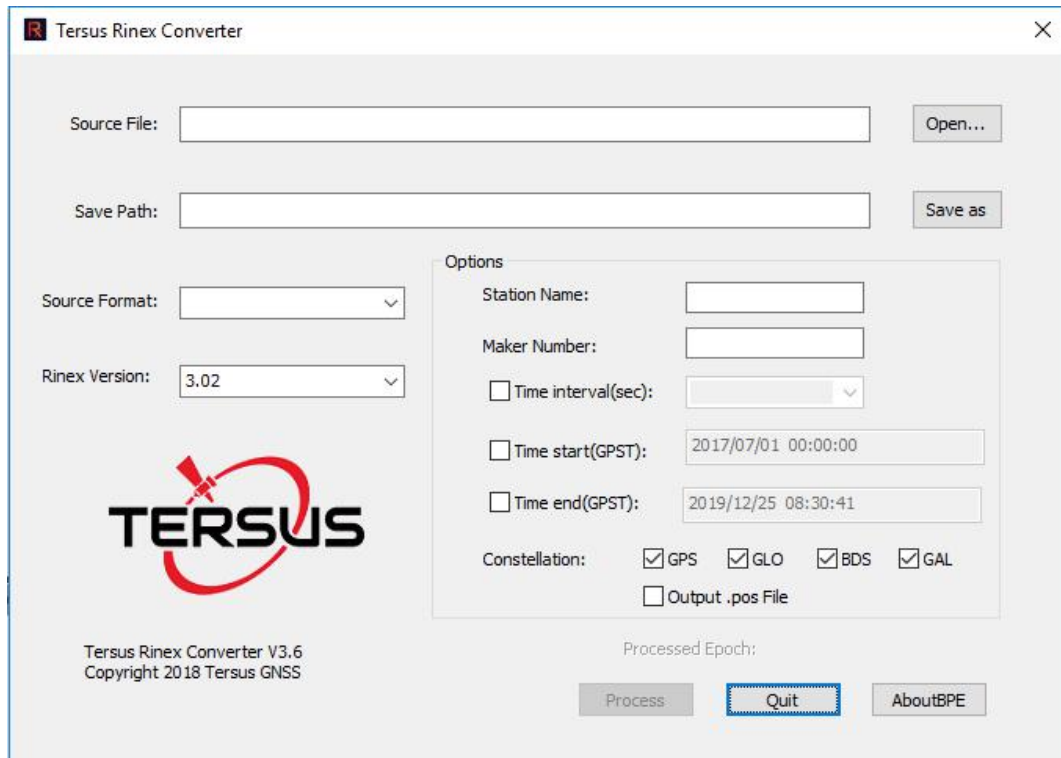 Tersus Rinex Converter
Source File:
Open...
Save Path:
Save as
Source Format:
Rinex Version: 3.02
Options
Station Name:
Maker Number:
Time interval(sec):
Time start(GPST): 2017/07/01 00:00:00
Time end(GPST): 2019/12/25 08:30:41
Constellation: GPS GLO BDS GAL
Output .pos File
TERSUS
Tersus Rinex Converter V3.6
Copyright 2018 Tersus GNSS
Processed Epoch:
Process Quit AboutBPE